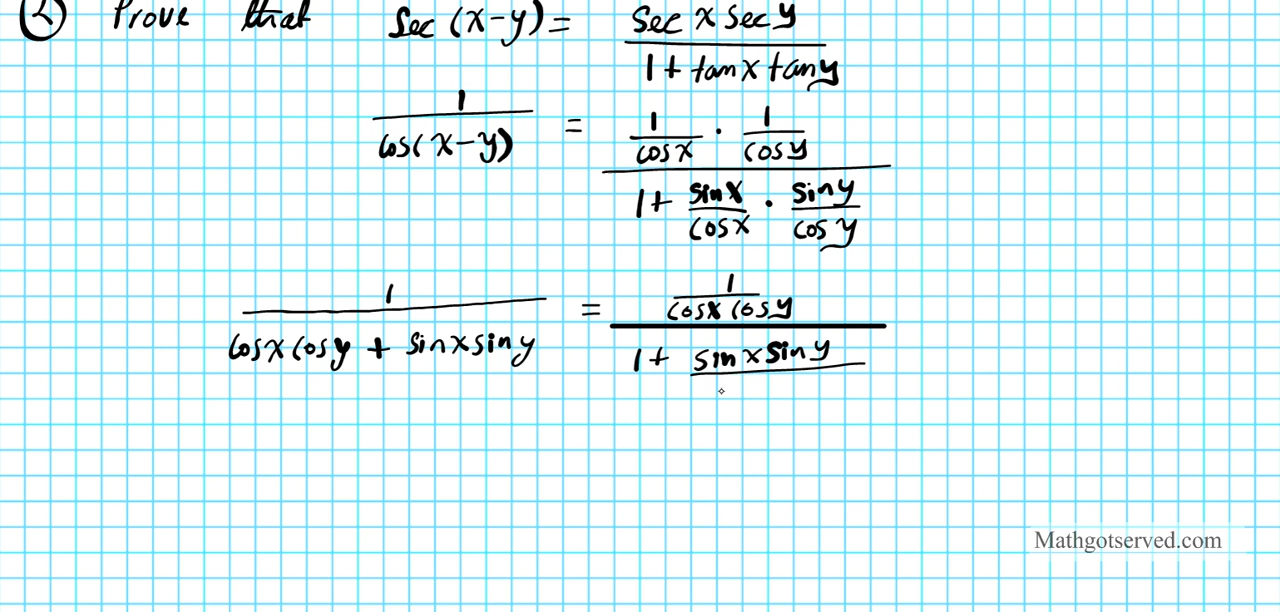 ② Prove that sec(x-y) = sec x sec y / 1 + tan x tan y
1 / cos(x-y) = 1/cos x · 1/cos y / 1 + sin x/cos x · sin y/cos y
1 / cos x cos y + sin x sin y = 1/cos x cos y / 1 + sin x sin y
Mathgotserved.com